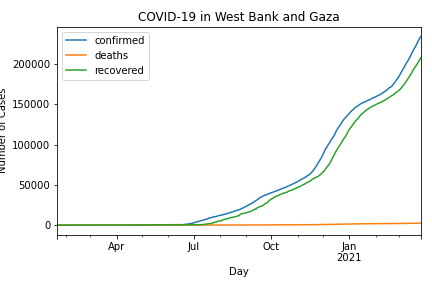 COVID-19 in West Bank and Gaza
confirmed
deaths
recovered
Number of Cases
200000
150000
100000
50000
0
Apr
Jul
Oct
Jan
2021
Day